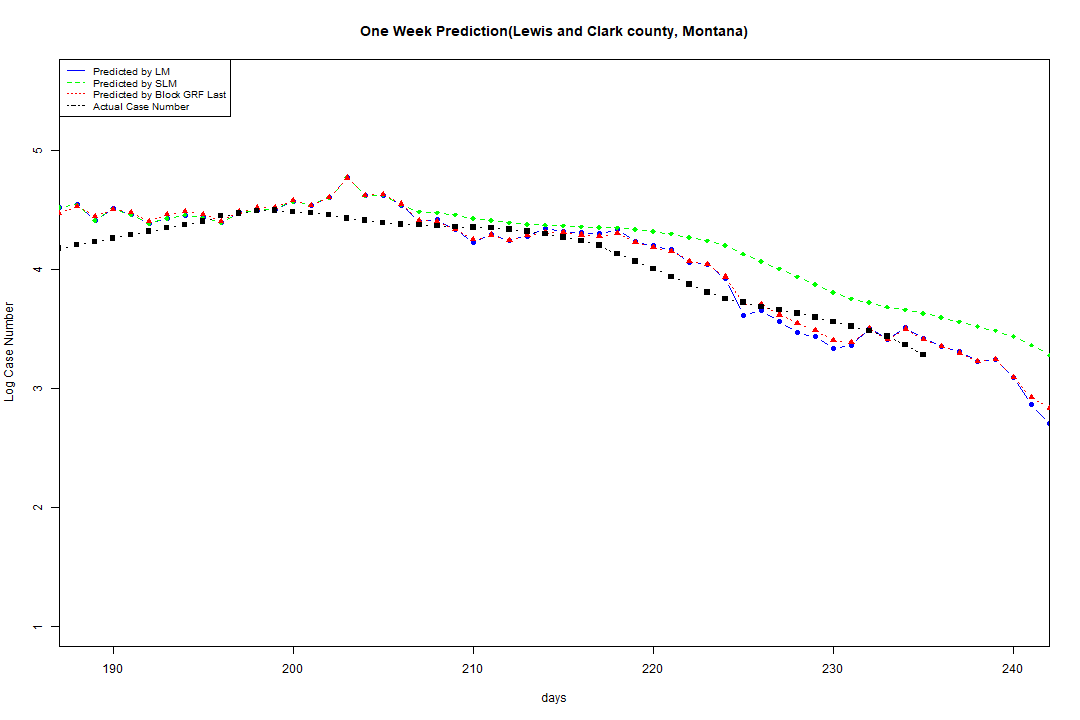 One Week Prediction(Lewis and Clark county, Montana)
Predicted by LM
Predicted by SLM
Predicted by Block GRF Last
Actual Case Number
5
4
3
2
1
Log Case Number
190 200 210 220 230 240
days